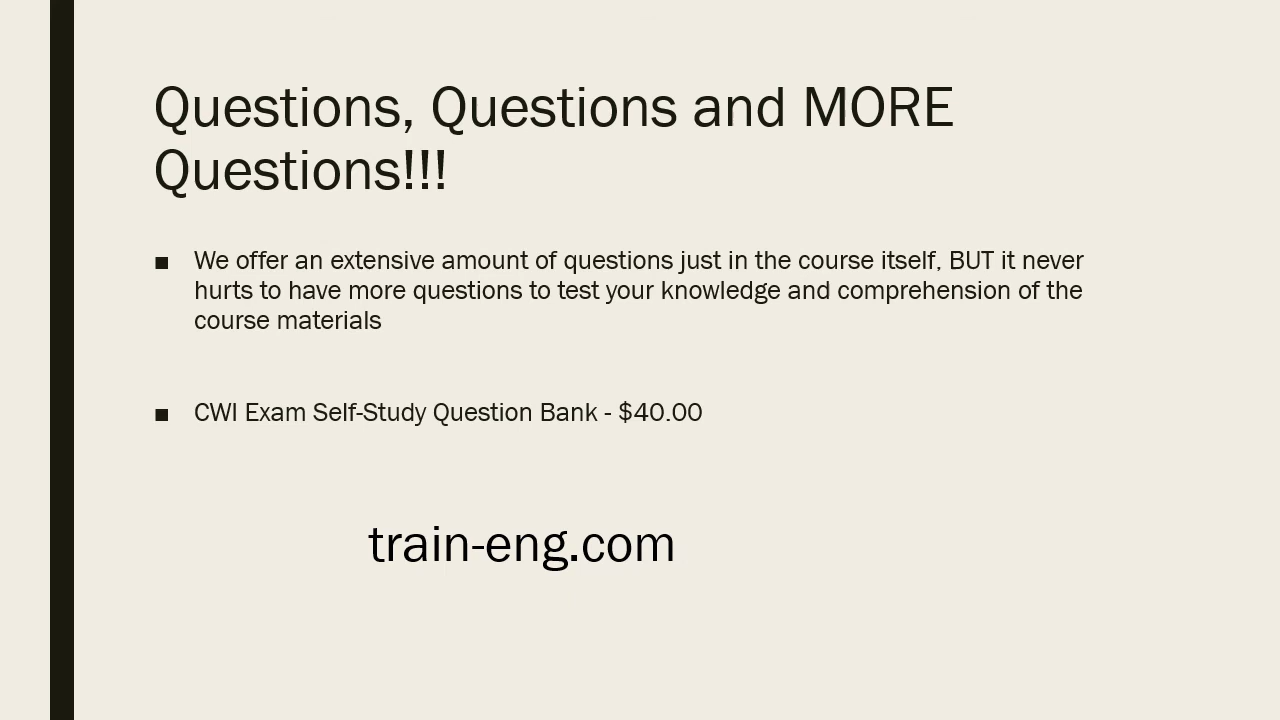 Questions, Questions and MORE
Questions!!!
■ We offer an extensive amount of questions just in the course itself, BUT it never
hurts to have more questions to test your knowledge and comprehension of the
course materials
■ CWI Exam Self-Study Question Bank - $40.00
train-eng.com